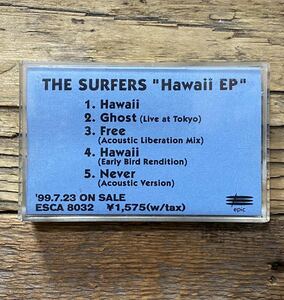 THE SURFERS "Hawaii EP"
1. Hawaii
2. Ghost (Live at Tokyo)
3. Free
(Acoustic Liberation Mix)
4. Hawaii
(Early Bird Rendition)
5. Never
(Acoustic Version)
'99.7.23 ON SALE
ESCA 8032 ¥1,575(w/tax)
epic